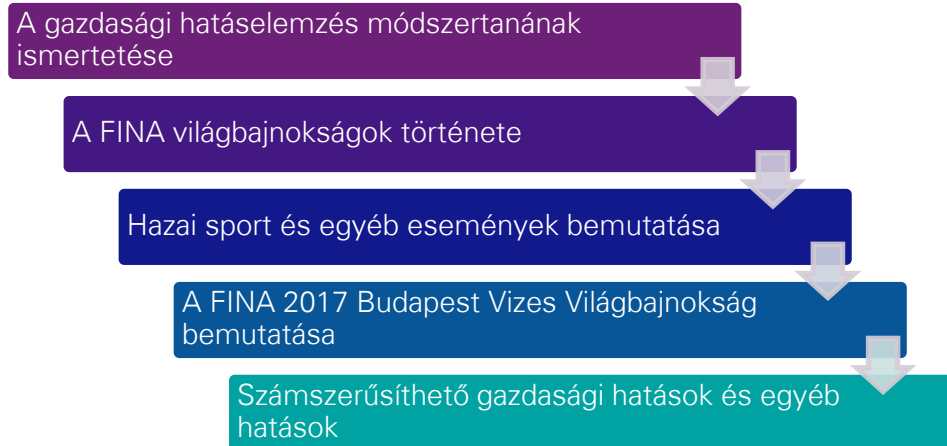 A gazdasági hatáselemzés módszertanának
ismertetése
A FINA világbajnokságok története
Hazai sport és egyéb események bemutatása
A FINA 2017 Budapest Vizes Világbajnokság
bemutatása
Számszerűsíthető gazdasági hatások és egyéb
hatások